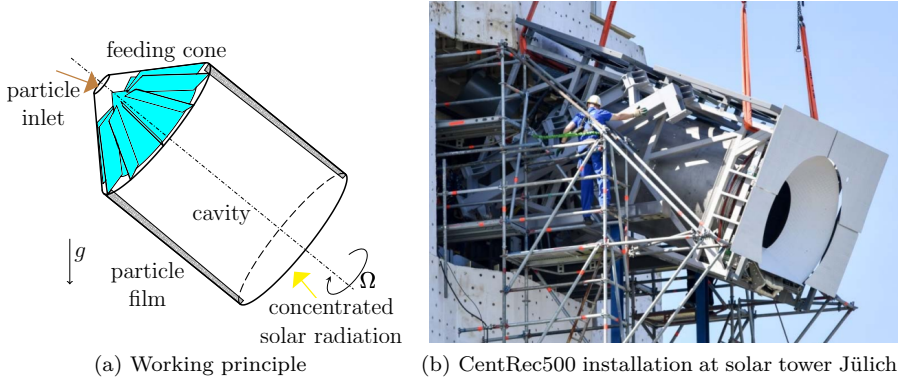 feeding cone
particle
inlet
cavity
g
particle
film
Ω
concentrated
solar radiation
(a) Working principle
(b) CentRec500 installation at solar tower Jülich